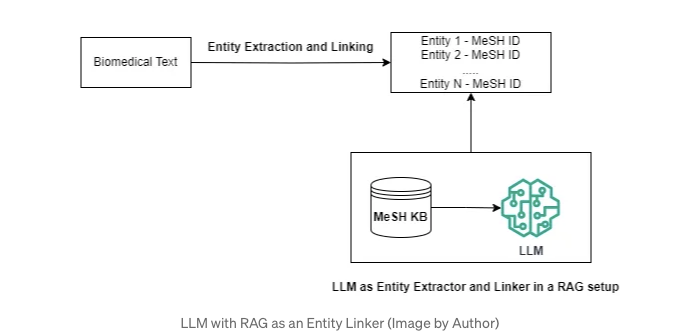 Entity Extraction and Linking
Biomedical Text
Entity 1 - MeSH ID
Entity 2 - MeSH ID
.....
Entity N - MeSH ID
MeSH KB
LLM
LLM as Entity Extractor and Linker in a RAG setup
LLM with RAG as an Entity Linker (Image by Author)